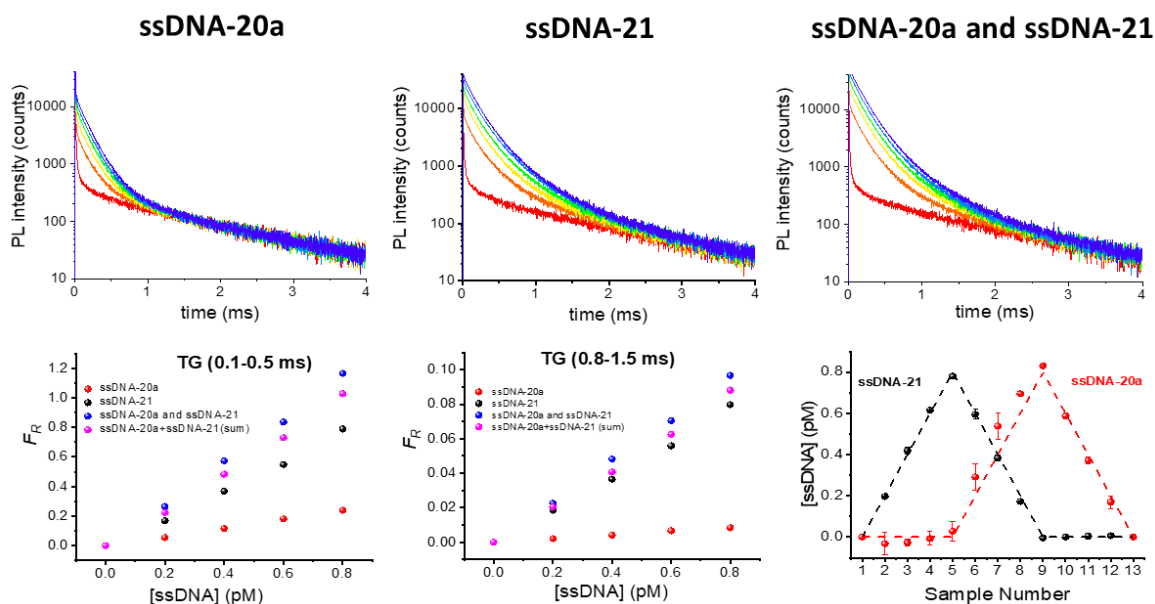 ssDNA-20a
ssDNA-21
ssDNA-20a and ssDNA-21
PL intensity (counts)
10000
1000
100
10
0 1 2 3 4
time (ms)
PL intensity (counts)
10000
1000
100
10
0 1 2 3 4
time (ms)
PL intensity (counts)
10000
1000
100
10
0 1 2 3 4
time (ms)
TG (0.1-0.5 ms)
ssDNA-20a
ssDNA-21
ssDNA-20a and ssDNA-21
ssDNA-20a+ssDNA-21 (sum)
FR
1.2
1.0
0.8
0.6
0.4
0.2
0.0
0.0 0.2 0.4 0.6 0.8
[ssDNA] (pM)
TG (0.8-1.5 ms)
ssDNA-20a
ssDNA-21
ssDNA-20a and ssDNA-21
ssDNA-20a+ssDNA-21 (sum)
FR
0.10
0.08
0.06
0.04
0.02
0.00
0.0 0.2 0.4 0.6 0.8
[ssDNA] (pM)
ssDNA-21
ssDNA-20a
[ssDNA] (pM)
0.8
0.6
0.4
0.2
0.0
1 2 3 4 5 6 7 8 9 10 11 12 13
Sample Number